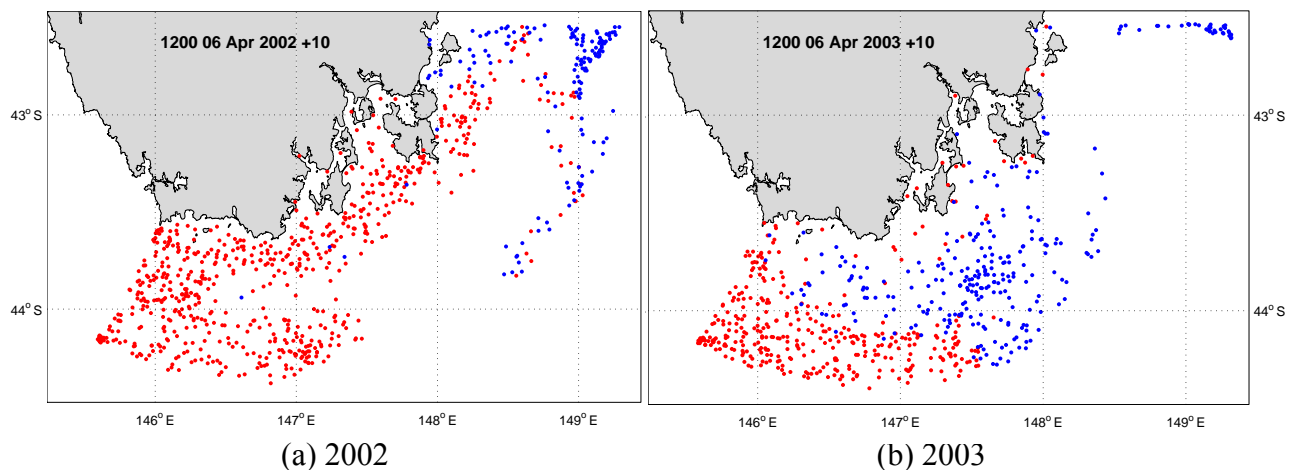 1200 06 Apr 2002 +10
1200 06 Apr 2003 +10
43° S
43° S
44° S
44° S
146° E
147° E
148° E
149° E
146° E
147° E
148° E
149° E
(a) 2002
(b) 2003